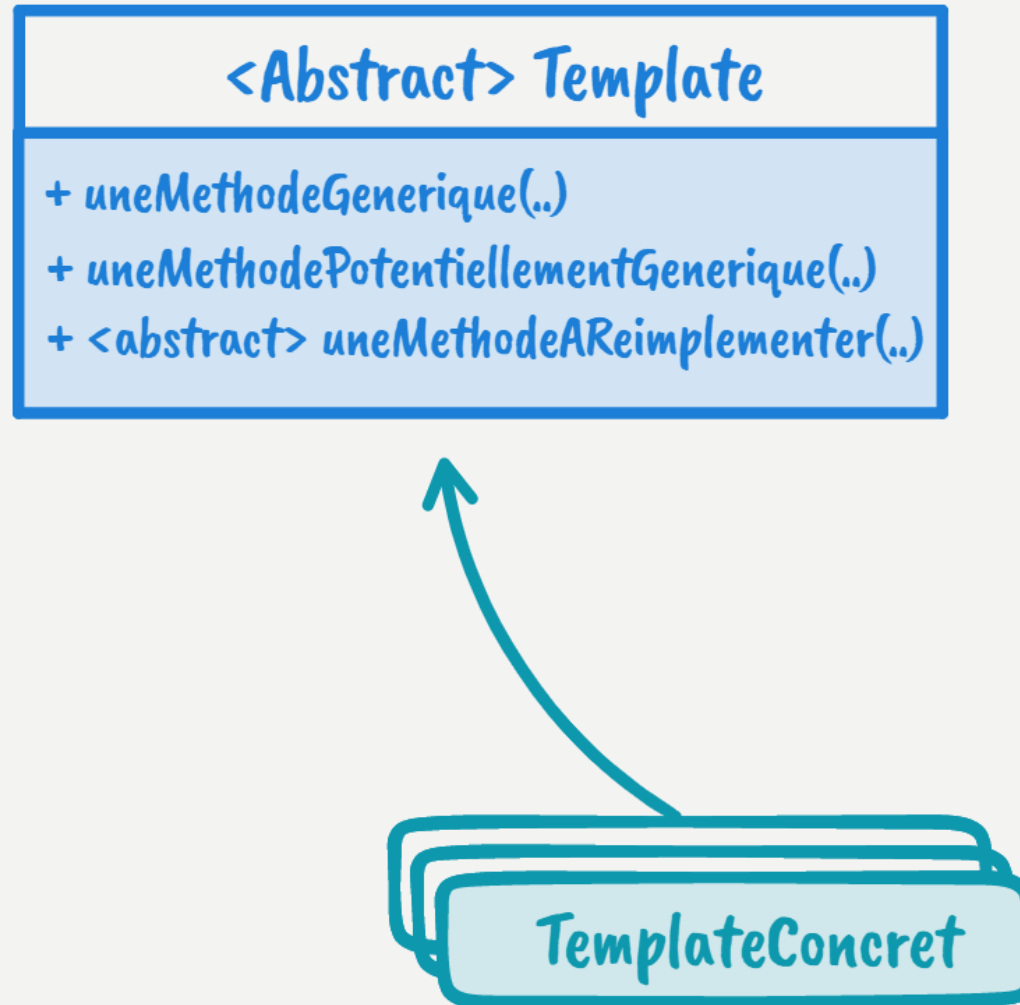 <Abstract> Template
+ uneMethodeGenerique(..)
+ uneMethodePotentiellementGenerique(..)
+ <abstract> uneMethodeAReimplementer(..)
TemplateConcret